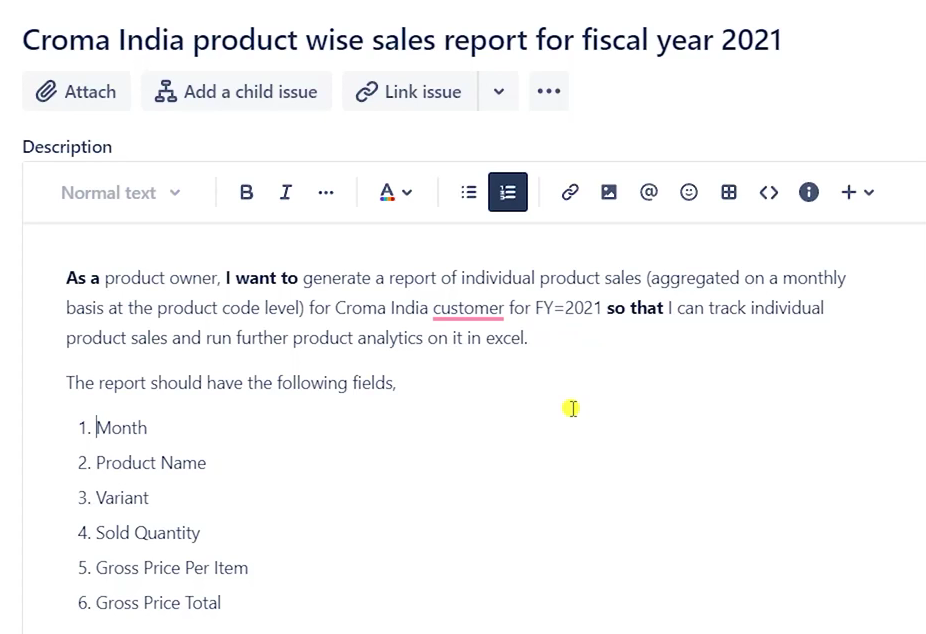 Croma India product wise sales report for fiscal year 2021
Attach Add a child issue Link issue
Description
Normal text B I A @
As a product owner, I want to generate a report of individual product sales (aggregated on a monthly
basis at the product code level) for Croma India customer for FY=2021 so that I can track individual
product sales and run further product analytics on it in excel.
The report should have the following fields,
1. Month
2. Product Name
3. Variant
4. Sold Quantity
5. Gross Price Per Item
6. Gross Price Total